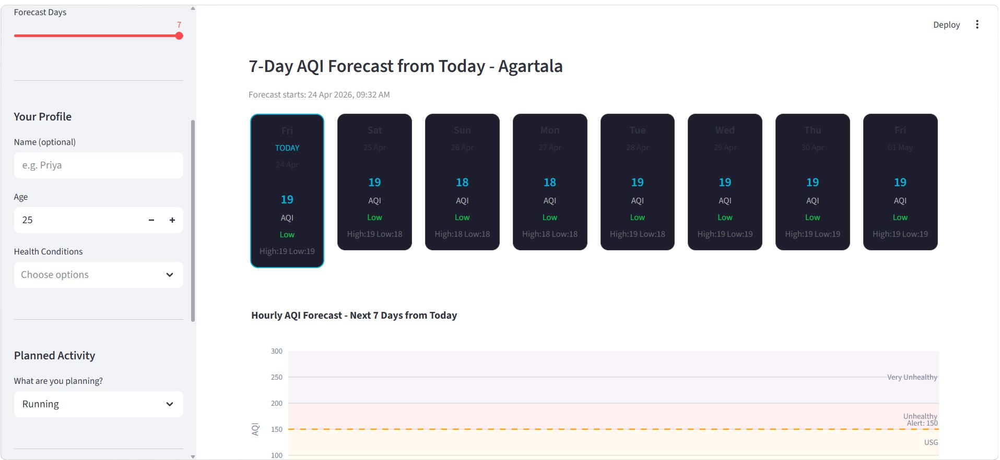 Forecast Days
7
Your Profile
Name (optional)
e.g. Priya
Age
25
Health Conditions
Choose options
Planned Activity
What are you planning?
Running
Deploy
7-Day AQI Forecast from Today - Agartala
Forecast starts: 24 Apr 2026, 09:32 AM
Fri
TODAY
24 Apr
19
AQI
Low
High:19 Low:19
Sat
25 Apr
19
AQI
Low
High:19 Low:18
Sun
26 Apr
18
AQI
Low
High:18 Low:18
Mon
27 Apr
18
AQI
Low
High:18 Low:18
Tue
28 Apr
19
AQI
Low
High:19 Low:18
Wed
29 Apr
19
AQI
Low
High:19 Low:19
Thu
30 Apr
19
AQI
Low
High:19 Low:19
Fri
01 May
19
AQI
Low
High:19 Low:19
Hourly AQI Forecast - Next 7 Days from Today
300
250
Very Unhealthy
200
Unhealthy
Alert: 150
AQI
150
USG
100